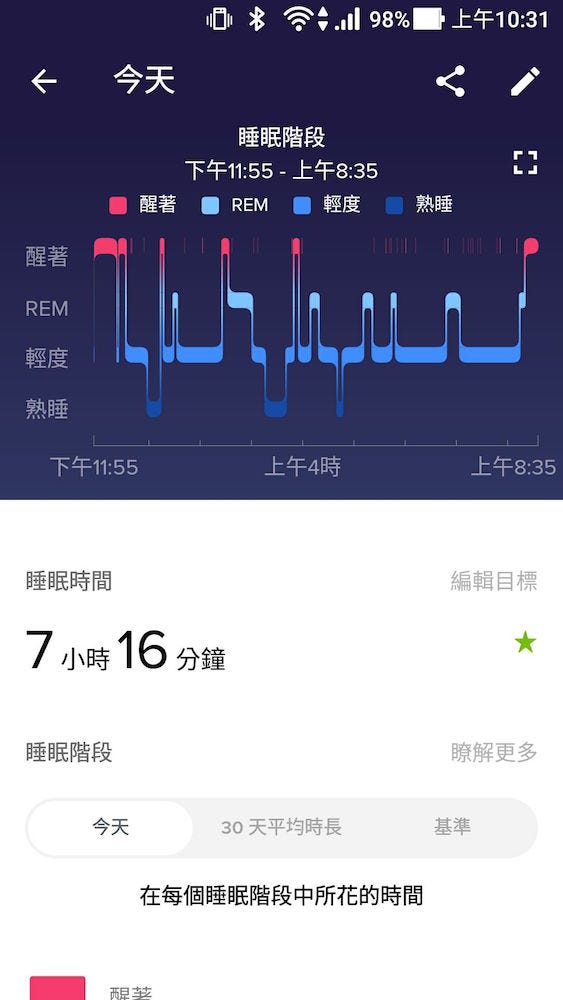 98% 上午10:31
今天
睡眠階段
下午11:55 - 上午8:35
醒著 REM 輕度 熟睡
醒著
REM
輕度
熟睡
下午11:55 上午4時 上午8:35
睡眠時間 編輯目標
7 小時 16 分鐘
睡眠階段 瞭解更多
今天 30 天平均時長 基準
在每個睡眠階段中所花的時間
醒著